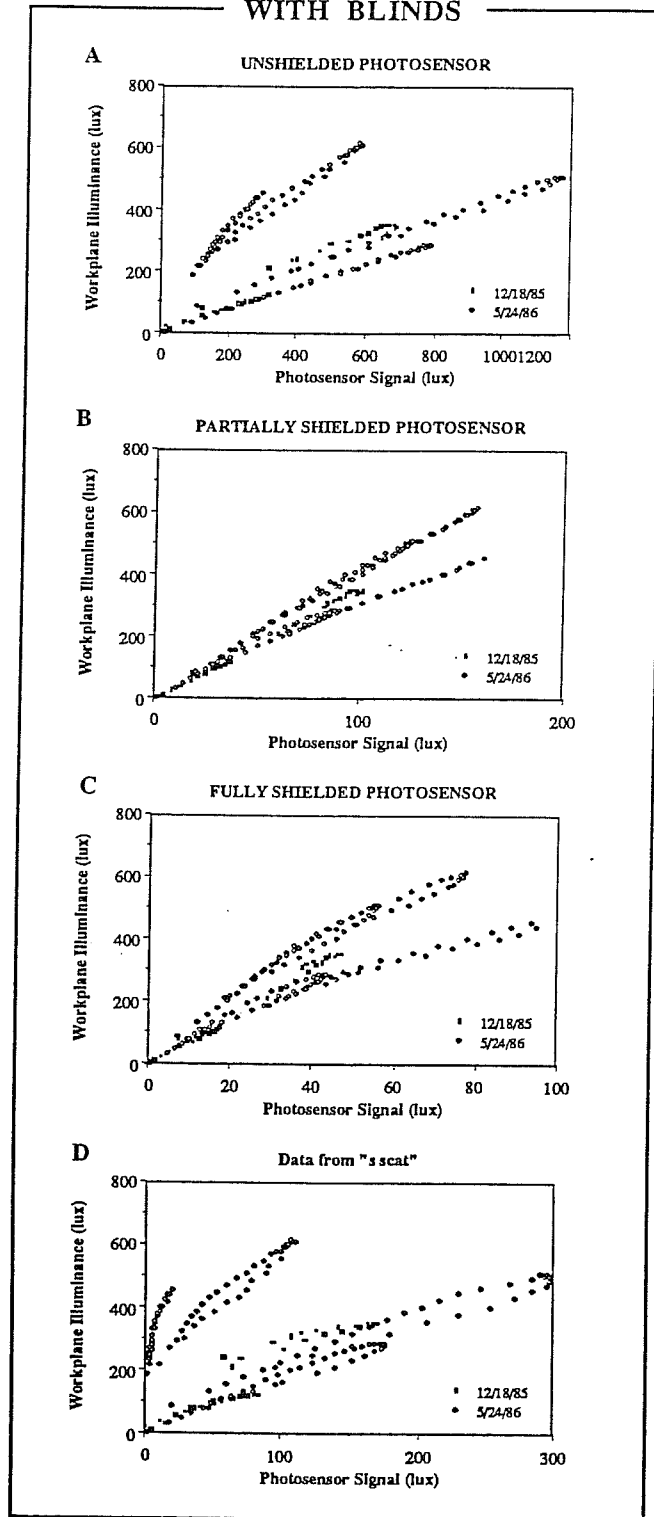 WITH BLINDS
A
UNSHIELDED PHOTOSENSOR
Workplane Illuminance (lux)
800
600
400
200
0
0 200 400 600 800 10001200
12/18/85
5/24/86
Photosensor Signal (lux)
B
PARTIALLY SHIELDED PHOTOSENSOR
Workplane Illuminance (lux)
800
600
400
200
0
0 100 200
12/18/85
5/24/86
Photosensor Signal (lux)
C
FULLY SHIELDED PHOTOSENSOR
Workplane Illuminance (lux)
800
600
400
200
0
0 20 40 60 80 100
12/18/85
5/24/86
Photosensor Signal (lux)
D
Data from "s scat"
Workplane Illuminance (lux)
800
600
400
200
0
0 100 200 300
12/18/85
5/24/86
Photosensor Signal (lux)